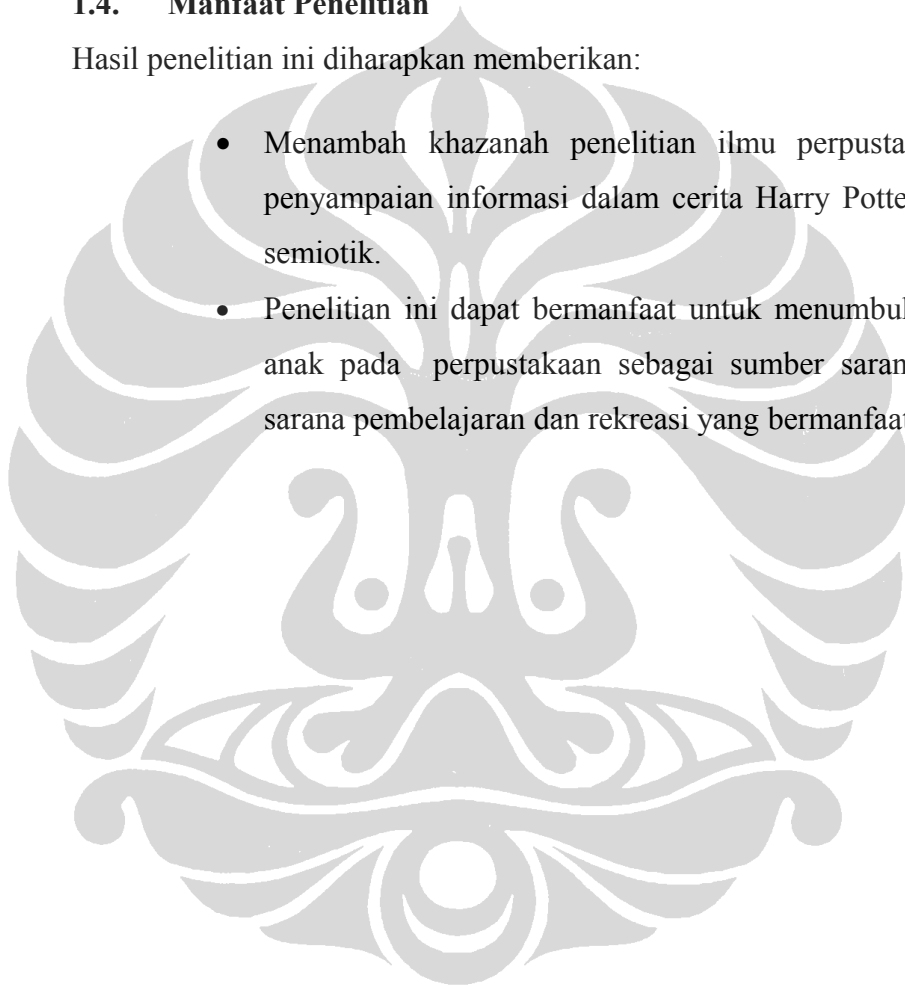 1.4. Manfaat Penelitian
Hasil penelitian ini diharapkan memberikan:
• Menambah khazanah penelitian ilmu perpusta
penyampaian informasi dalam cerita Harry Potte
semiotik.
• Penelitian ini dapat bermanfaat untuk menumbul
anak pada perpustakaan sebagai sumber saran
sarana pembelajaran dan rekreasi yang bermanfaat